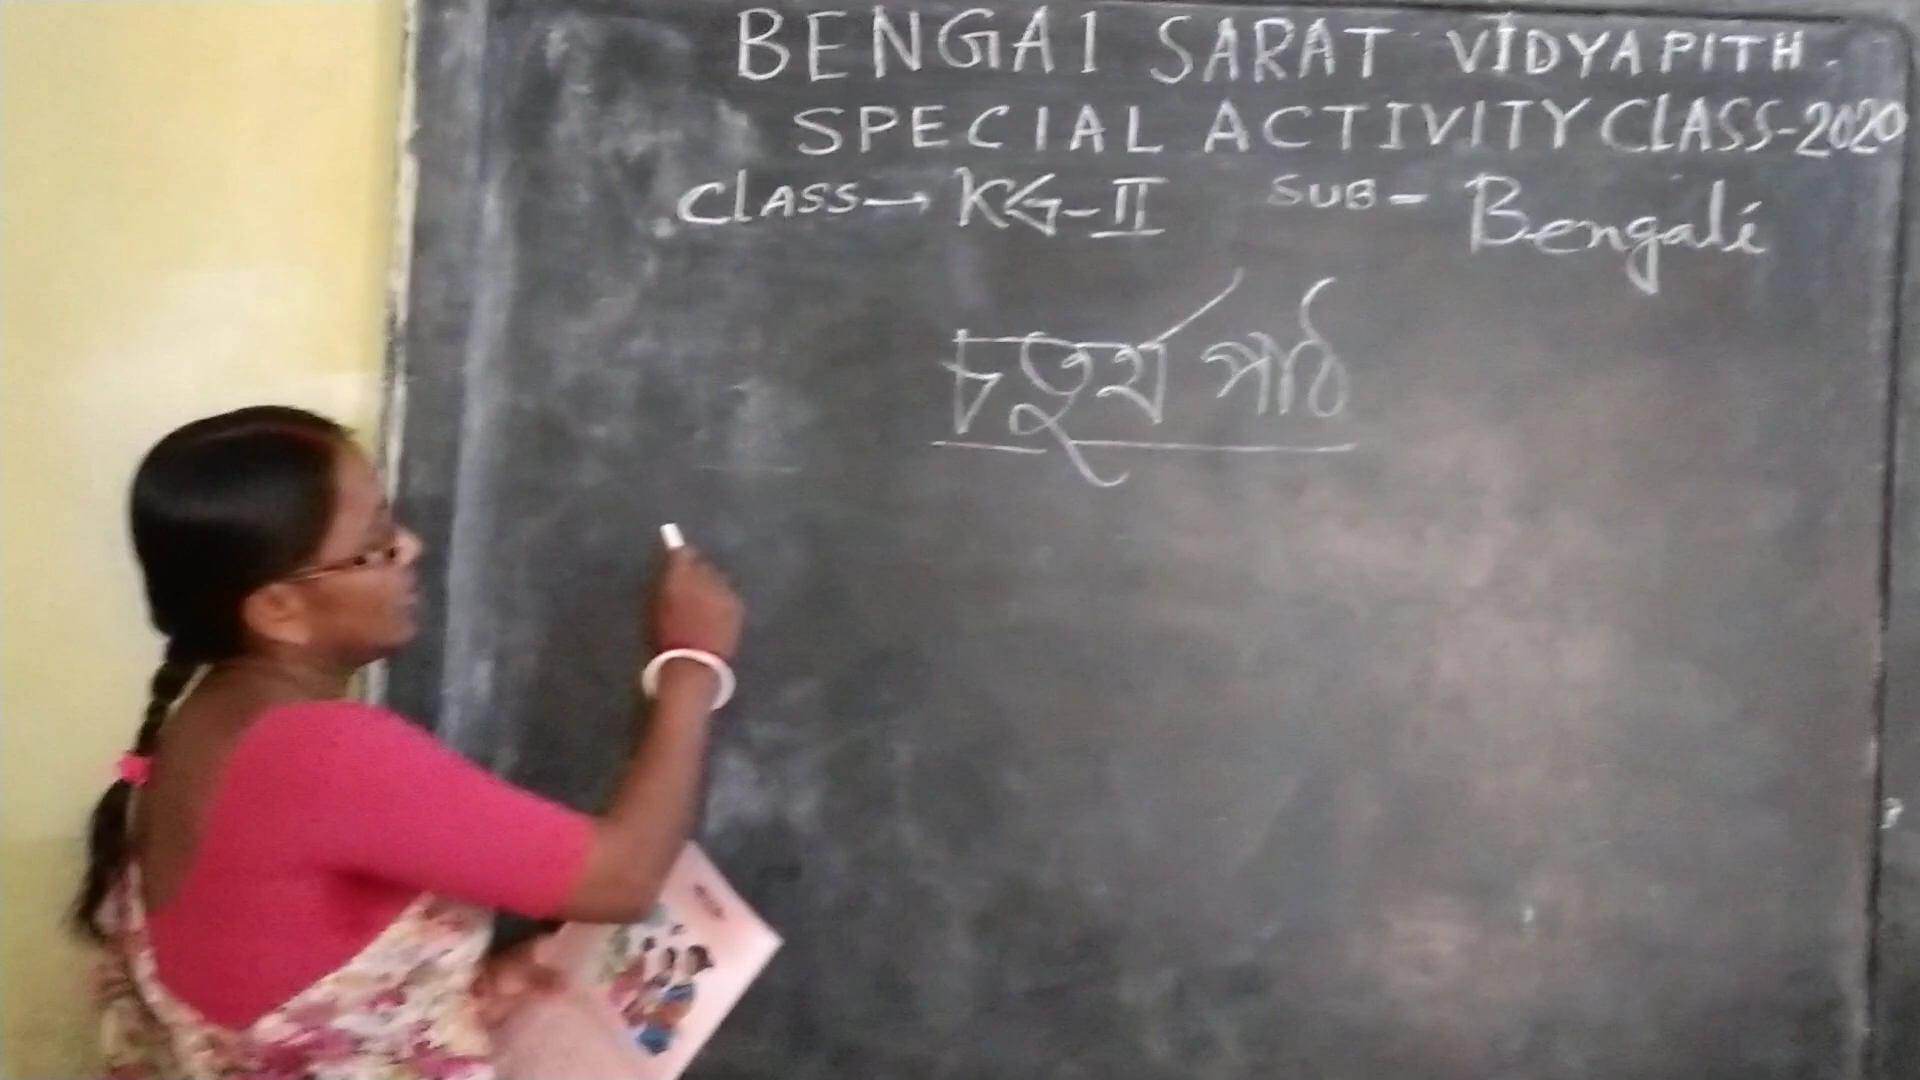 BENGAI SARAT VIDYAPITH.
SPECIAL ACTIVITY CLASS-2020
CLASS→ KG-II SUB- Bengali
চতুর্থ পাঠ